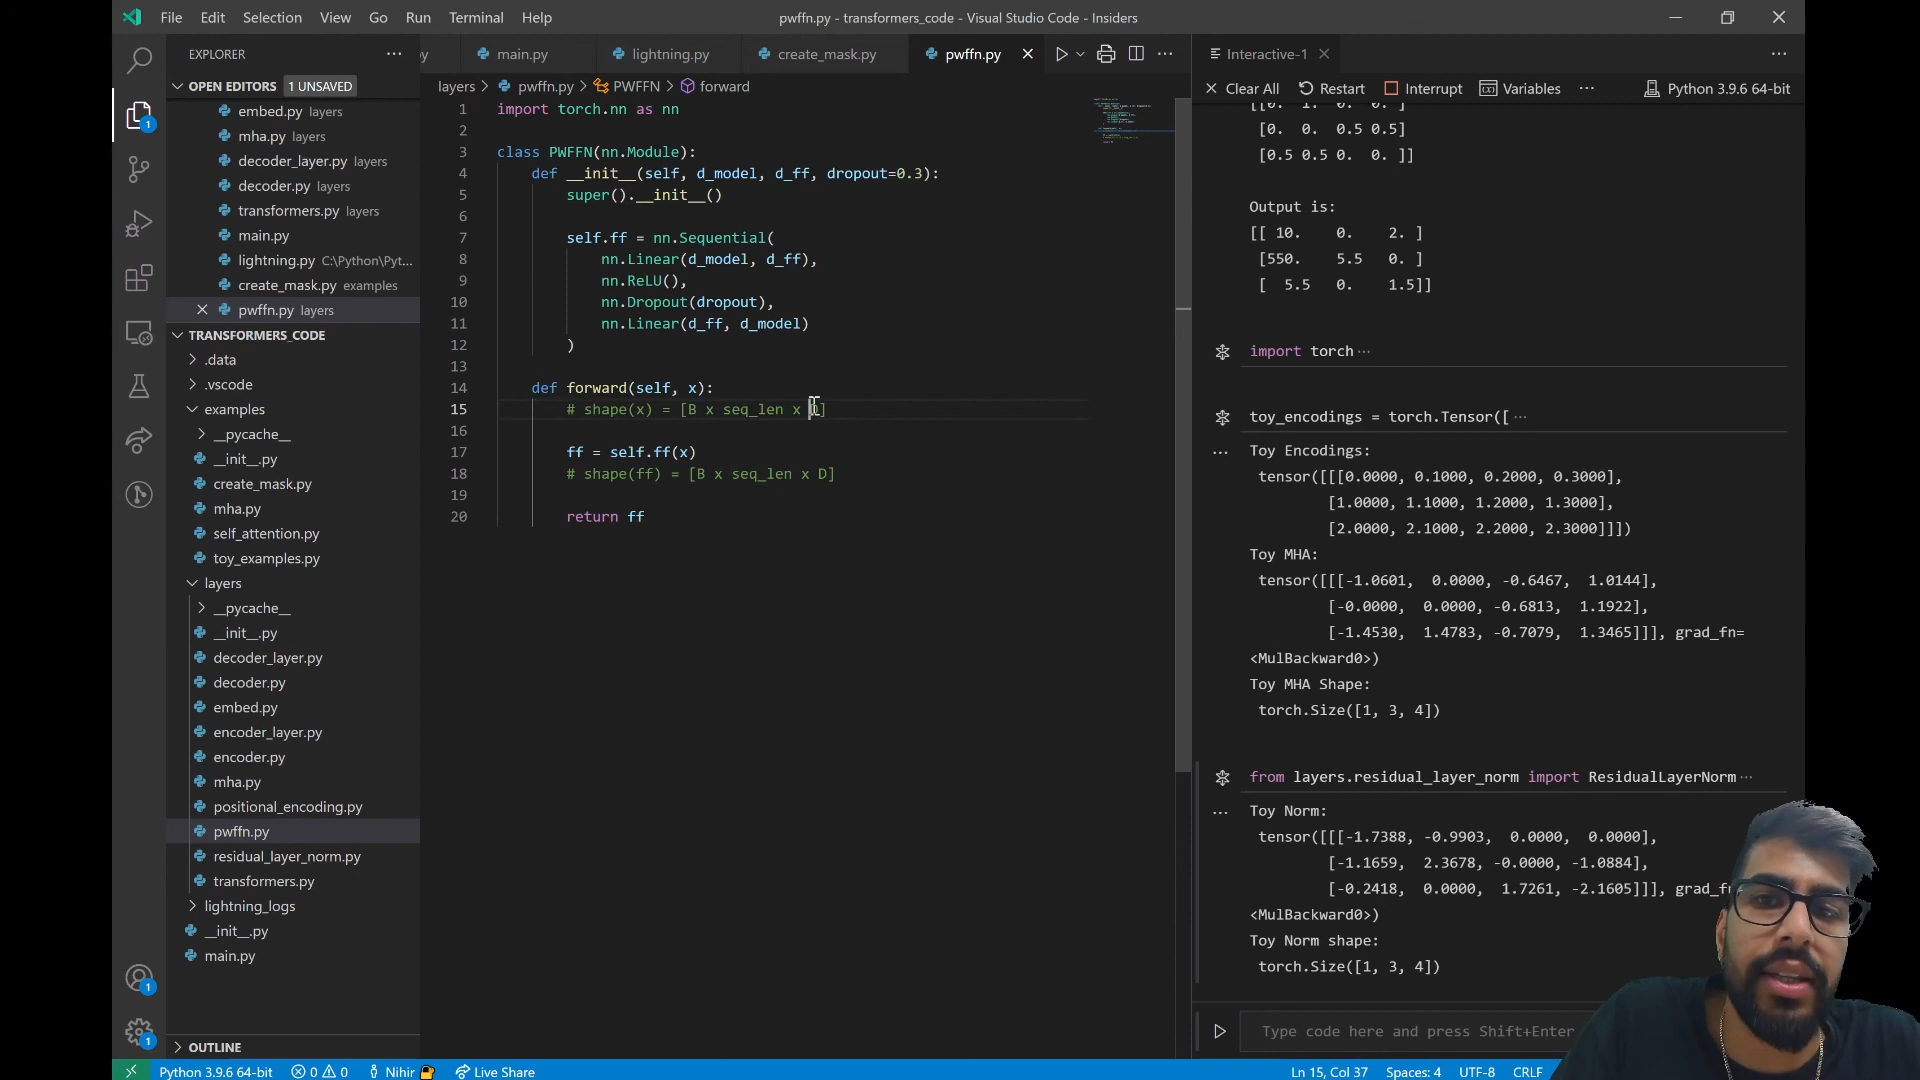 File Edit Selection View Go Run Terminal Help
pwffn.py - transformers_code - Visual Studio Code - Insiders
EXPLORER
OPEN EDITORS 1 UNSAVED
embed.py layers
mha.py layers
decoder_layer.py layers
decoder.py layers
transformers.py layers
main.py
lightning.py C:\Python\Pyt...
create_mask.py examples
pwffn.py layers
TRANSFORMERS_CODE
.data
.vscode
examples
__pycache__
__init__.py
create_mask.py
mha.py
self_attention.py
toy_examples.py
layers
__pycache__
__init__.py
decoder_layer.py
decoder.py
embed.py
encoder_layer.py
encoder.py
mha.py
positional_encoding.py
pwffn.py
residual_layer_norm.py
transformers.py
lightning_logs
__init__.py
main.py
OUTLINE
y main.py lightning.py create_mask.py pwffn.py
layers > pwffn.py > PWFFN > forward
1 import torch.nn as nn
2
3 class PWFFN(nn.Module):
4 def __init__(self, d_model, d_ff, dropout=0.3):
5 super().__init__()
6
7 self.ff = nn.Sequential(
8 nn.Linear(d_model, d_ff),
9 nn.ReLU(),
10 nn.Dropout(dropout),
11 nn.Linear(d_ff, d_model)
12 )
13
14 def forward(self, x):
15 # shape(x) = [B x seq_len x D]
16
17 ff = self.ff(x)
18 # shape(ff) = [B x seq_len x D]
19
20 return ff
Interactive-1
Clear All Restart Interrupt Variables ... Python 3.9.6 64-bit
[[0. 1. 0. 0. ]
[0. 0. 0.5 0.5]
[0.5 0.5 0. 0. ]]
Output is:
[[ 10. 0. 2. ]
[550. 5.5 0. ]
[ 5.5 0. 1.5]]
import torch...
toy_encodings = torch.Tensor([ ...
Toy Encodings:
tensor([[[0.0000, 0.1000, 0.2000, 0.3000],
[1.0000, 1.1000, 1.2000, 1.3000],
[2.0000, 2.1000, 2.2000, 2.3000]]])
Toy MHA:
tensor([[[-1.0601, 0.0000, -0.6467, 1.0144],
[-0.0000, 0.0000, -0.6813, 1.1922],
[-1.4530, 1.4783, -0.7079, 1.3465]]], grad_fn=
<MulBackward0>)
Toy MHA Shape:
torch.Size([1, 3, 4])
from layers.residual_layer_norm import ResidualLayerNorm...
Toy Norm:
tensor([[[-1.7388, -0.9903, 0.0000, 0.0000],
[-1.1659, 2.3678, -0.0000, -1.0884],
[-0.2418, 0.0000, 1.7261, -2.1605]]], grad_f
<MulBackward0>)
Toy Norm shape:
torch.Size([1, 3, 4])
Type code here and press Shift+Enter
1
1
1
Python 3.9.6 64-bit 0 0 Nihir Live Share
Ln 15, Col 37 Spaces: 4 UTF-8 CRLF